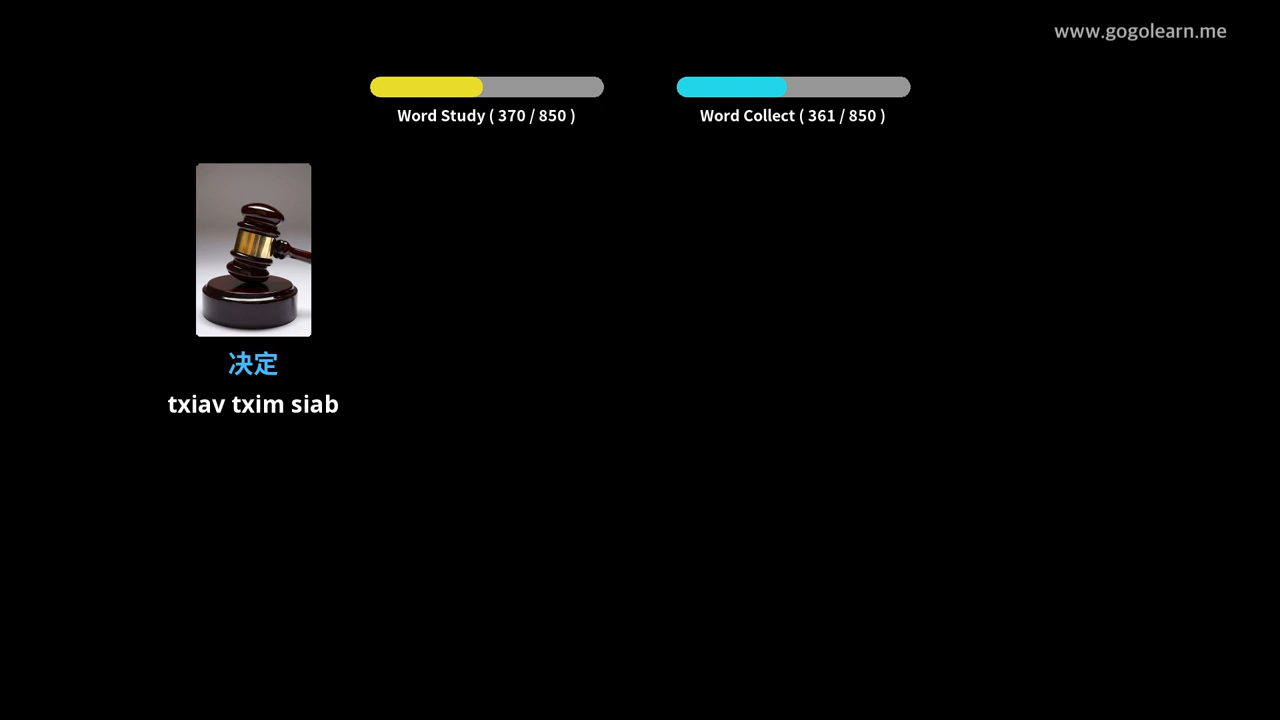 www.gogolearn.me
Word Study ( 370 / 850 )
Word Collect ( 361 / 850 )
决定
txiav txim siab